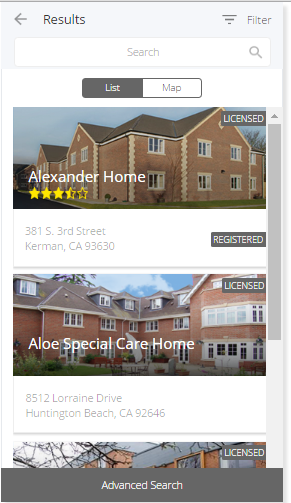 Results
Filter
Search
List
Map
LICENSED
Alexander Home
381 S. 3rd Street
Kerman, CA 93630
REGISTERED
LICENSED
Aloe Special Care Home
8512 Lorraine Drive
Huntington Beach, CA 92646
LICENSED
Advanced Search